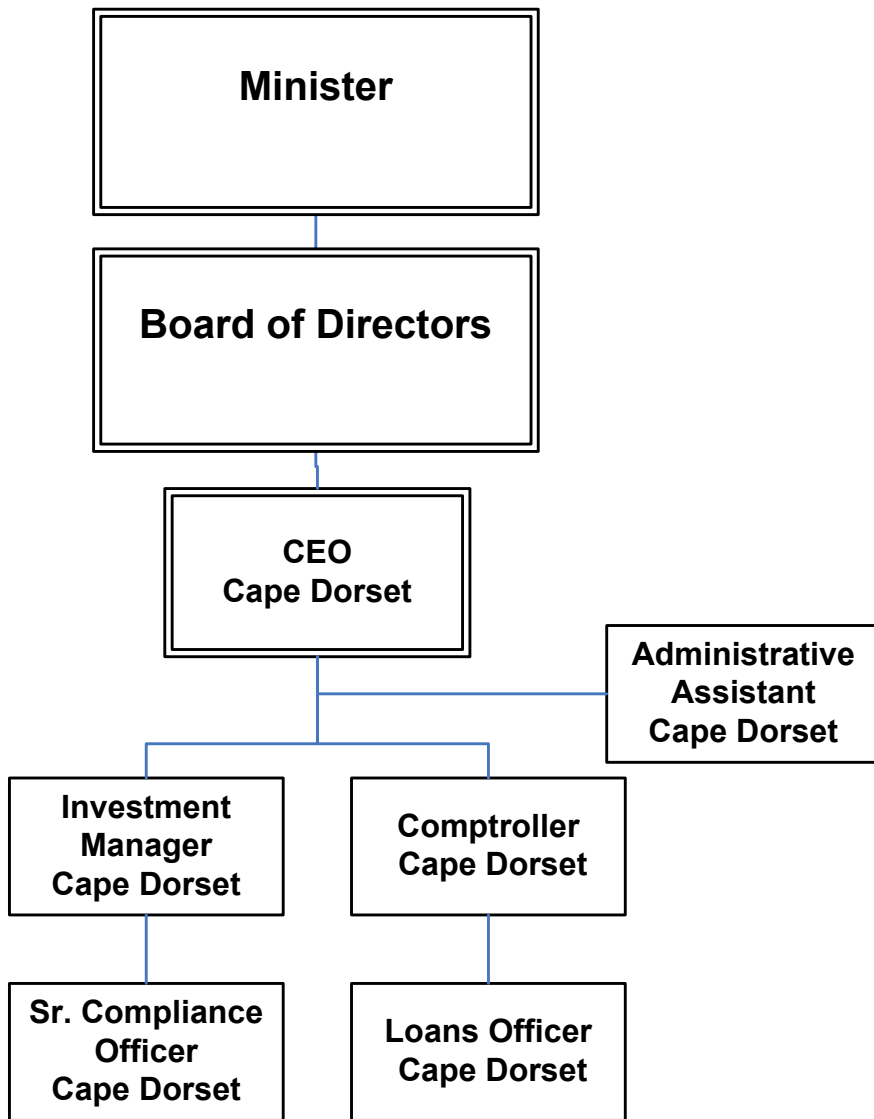 Minister
Board of Directors
CEO
Cape Dorset
Administrative
Assistant
Cape Dorset
Investment
Manager
Cape Dorset
Comptroller
Cape Dorset
Sr. Compliance
Officer
Cape Dorset
Loans Officer
Cape Dorset